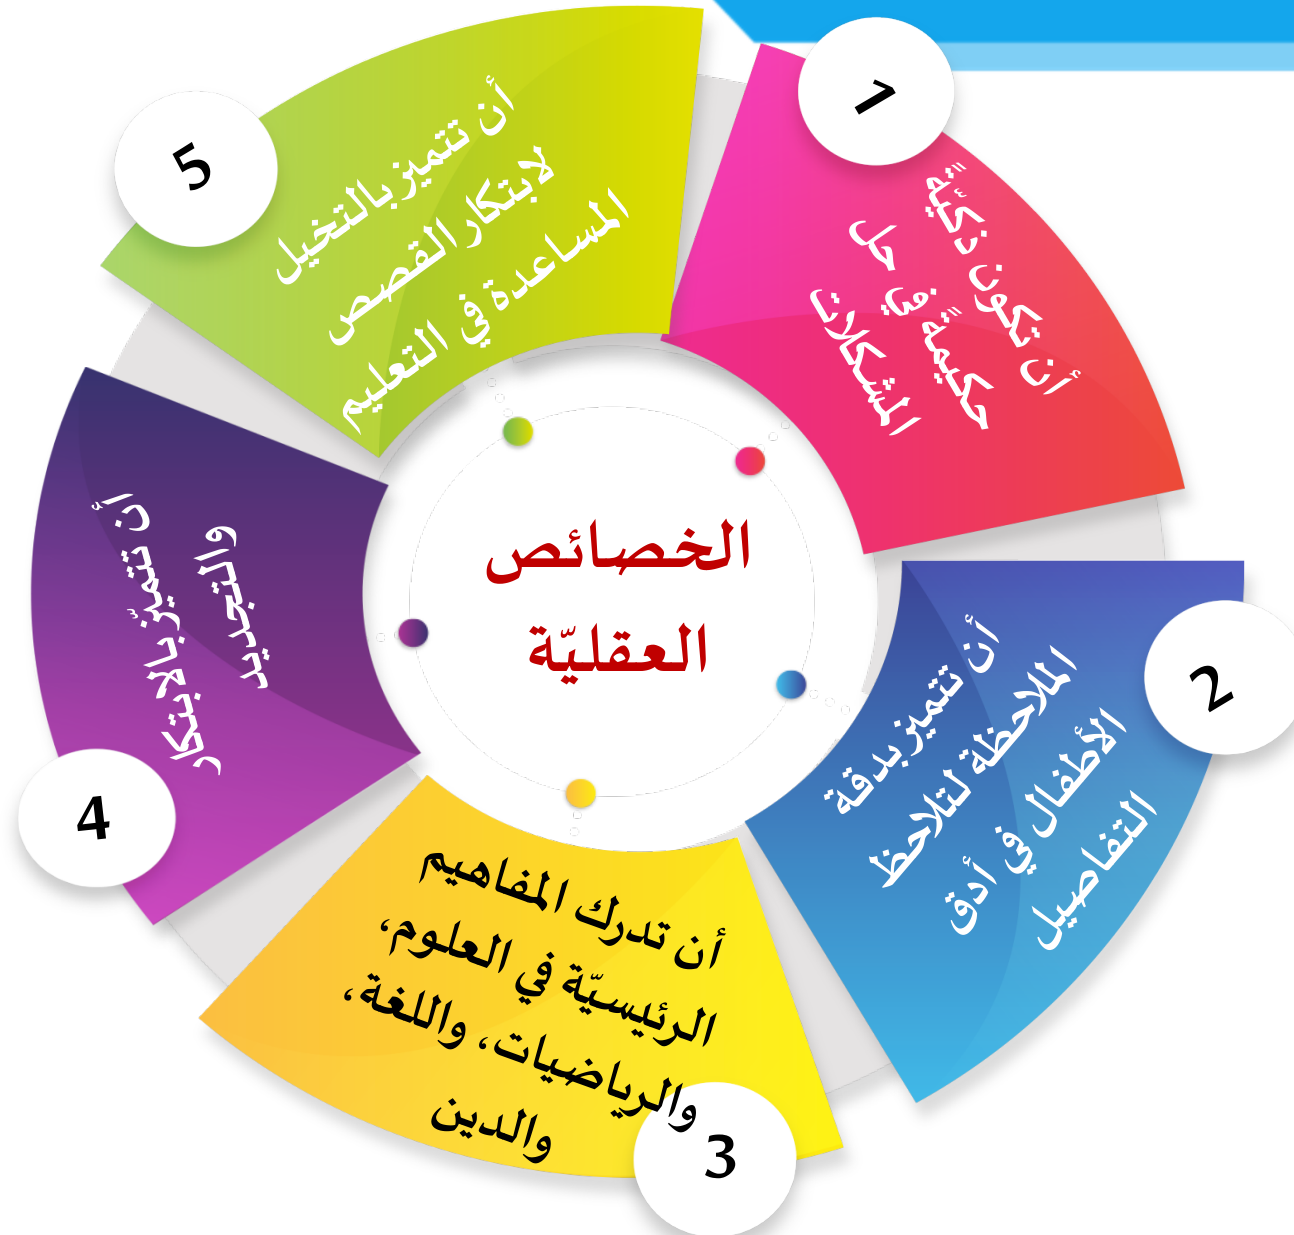 الخصائص
العقليّة
1
أن تكون ذكيّةً
حكيمةً في حل
المشكلات
2
أن تتميز بدقة
الملاحظة لتلاحظ
الأطفال في أدق
التفاصيل
3
أن تدرك المفاهيم
الرئيسيّة في العلوم،
والرياضيات، واللغة،
والدين
4
أن تتميّز بالابتكار
والتجديد
5
أن تتميز بالتخيل
لابتكار القصص
المساعدة في التعليم